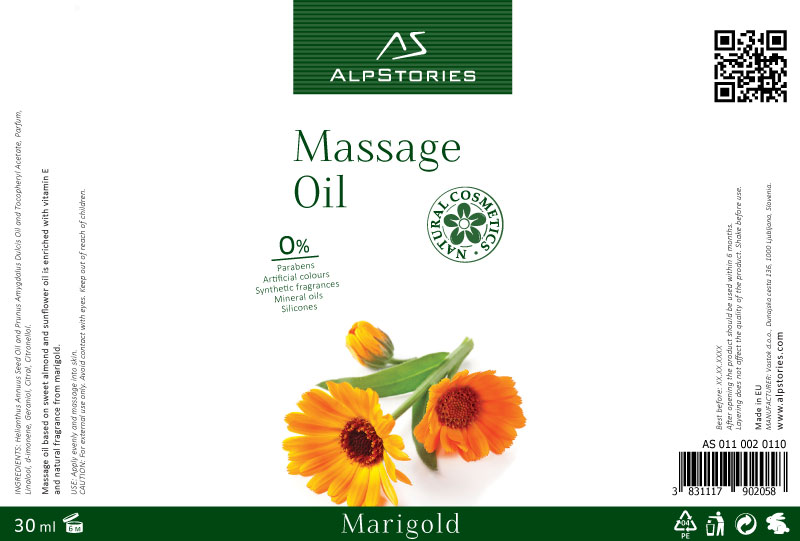 INGREDIENTS: Helianthus Annuus Seed Oil and Prunus Amygdalus Dulcis Oil and Tocopheryl Acetate, Parfum,
Linalool, d-imonene, Geraniol, Citral, Citronellol.
Massage oil based on sweet almond and sunflower oil is enriched with vitamin E
and natural fragrance from marigold.
USE: Apply evenly and massage into skin.
CAUTION: For external use only. Avoid contact with eyes. Keep out of reach of children.
30 ml
6 M
AS
ALPSTORIES
Massage
Oil
NATURAL COSMETICS •
0%
Parabens
Artificial colours
Synthetic fragrances
Mineral oils
Silicones
Marigold
Best before: XX.XX.XXXX
After opening the product should be used within 6 months.
Layering does not affect the quality of the product. Shake before use.
Made in EU
MANUFACTURER: Vastok d.o.o., Dunajska cesta 136, 1000 Ljubljana, Slovenia.
www.alpstories.com
AS 011 002 0110
3 831117 902058
04
PE